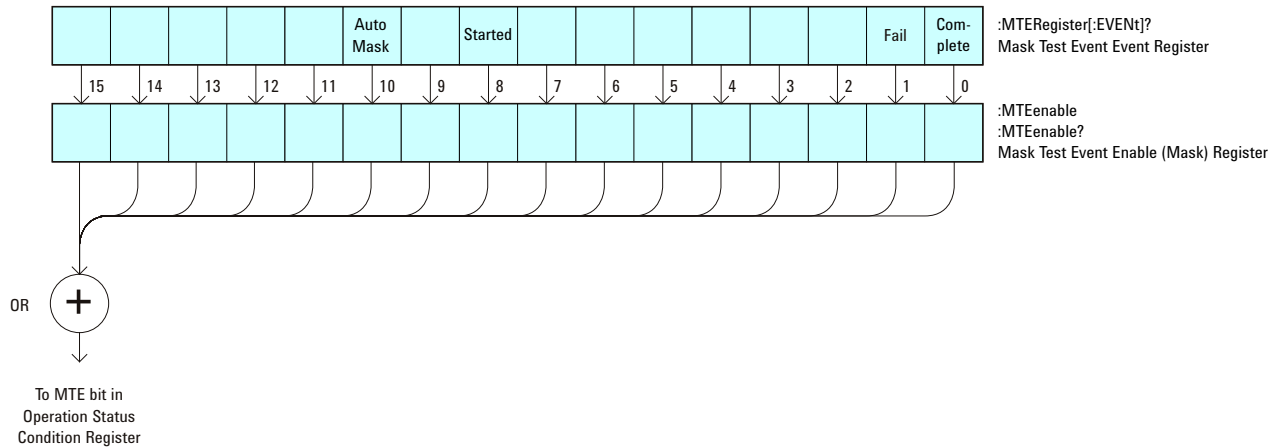 Auto
Mask
Started
Fail
Com-
plete
:MTERegister[:EVENt]?
Mask Test Event Event Register
15 14 13 12 11 10 9 8 7 6 5 4 3 2 1 0
:MTEenable
:MTEenable?
Mask Test Event Enable (Mask) Register
OR
+
To MTE bit in
Operation Status
Condition Register